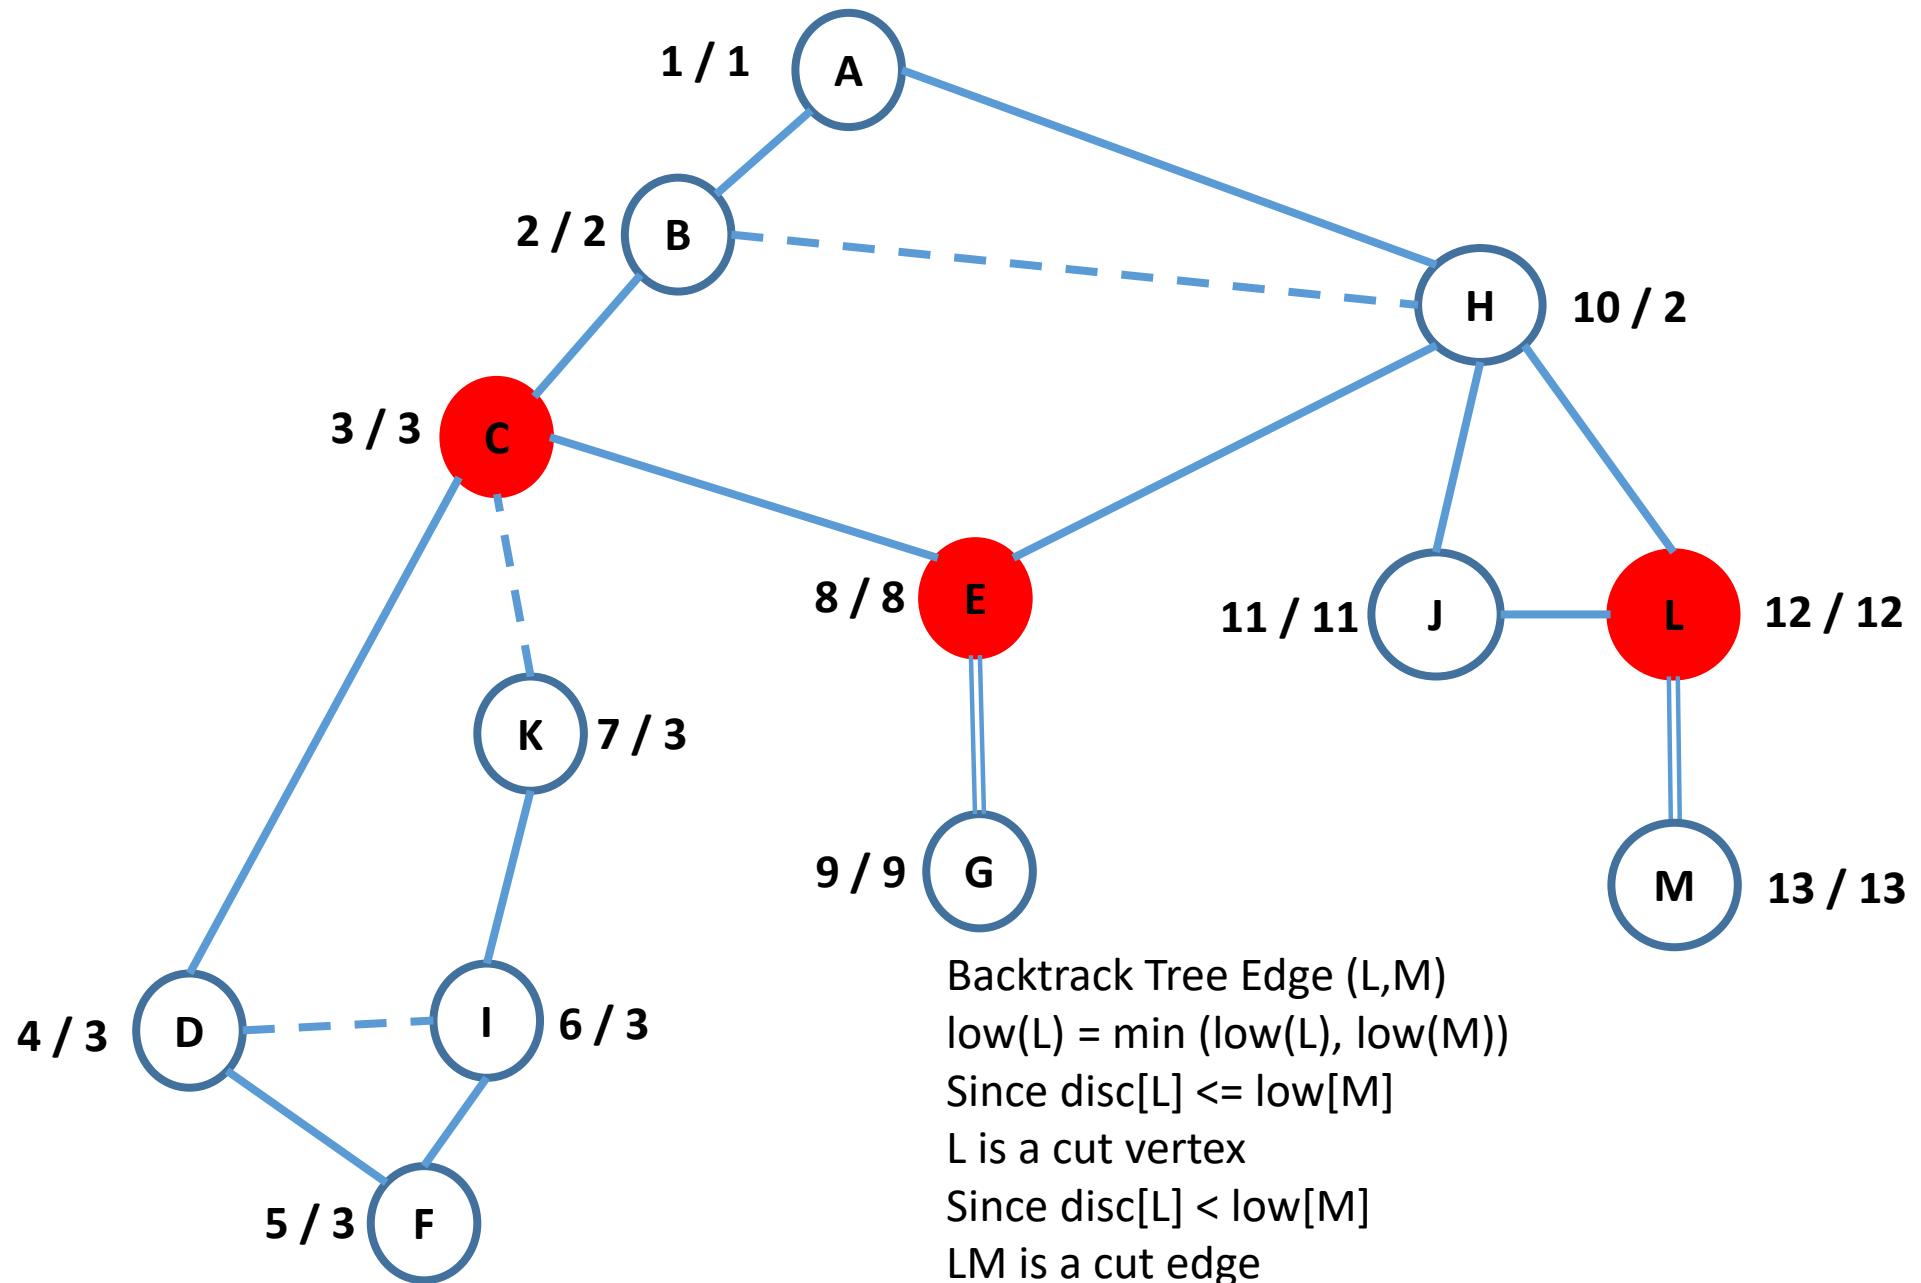 1 / 1
A
2 / 2
B
H
10 / 2
3 / 3
C
8 / 8
E
11 / 11
J
L
12 / 12
K
7 / 3
9 / 9
G
M
13 / 13
4 / 3
D
I
6 / 3
5 / 3
F
Backtrack Tree Edge (L,M)
low(L) = min (low(L), low(M))
Since disc[L] <= low[M]
L is a cut vertex
Since disc[L] < low[M]
LM is a cut edge